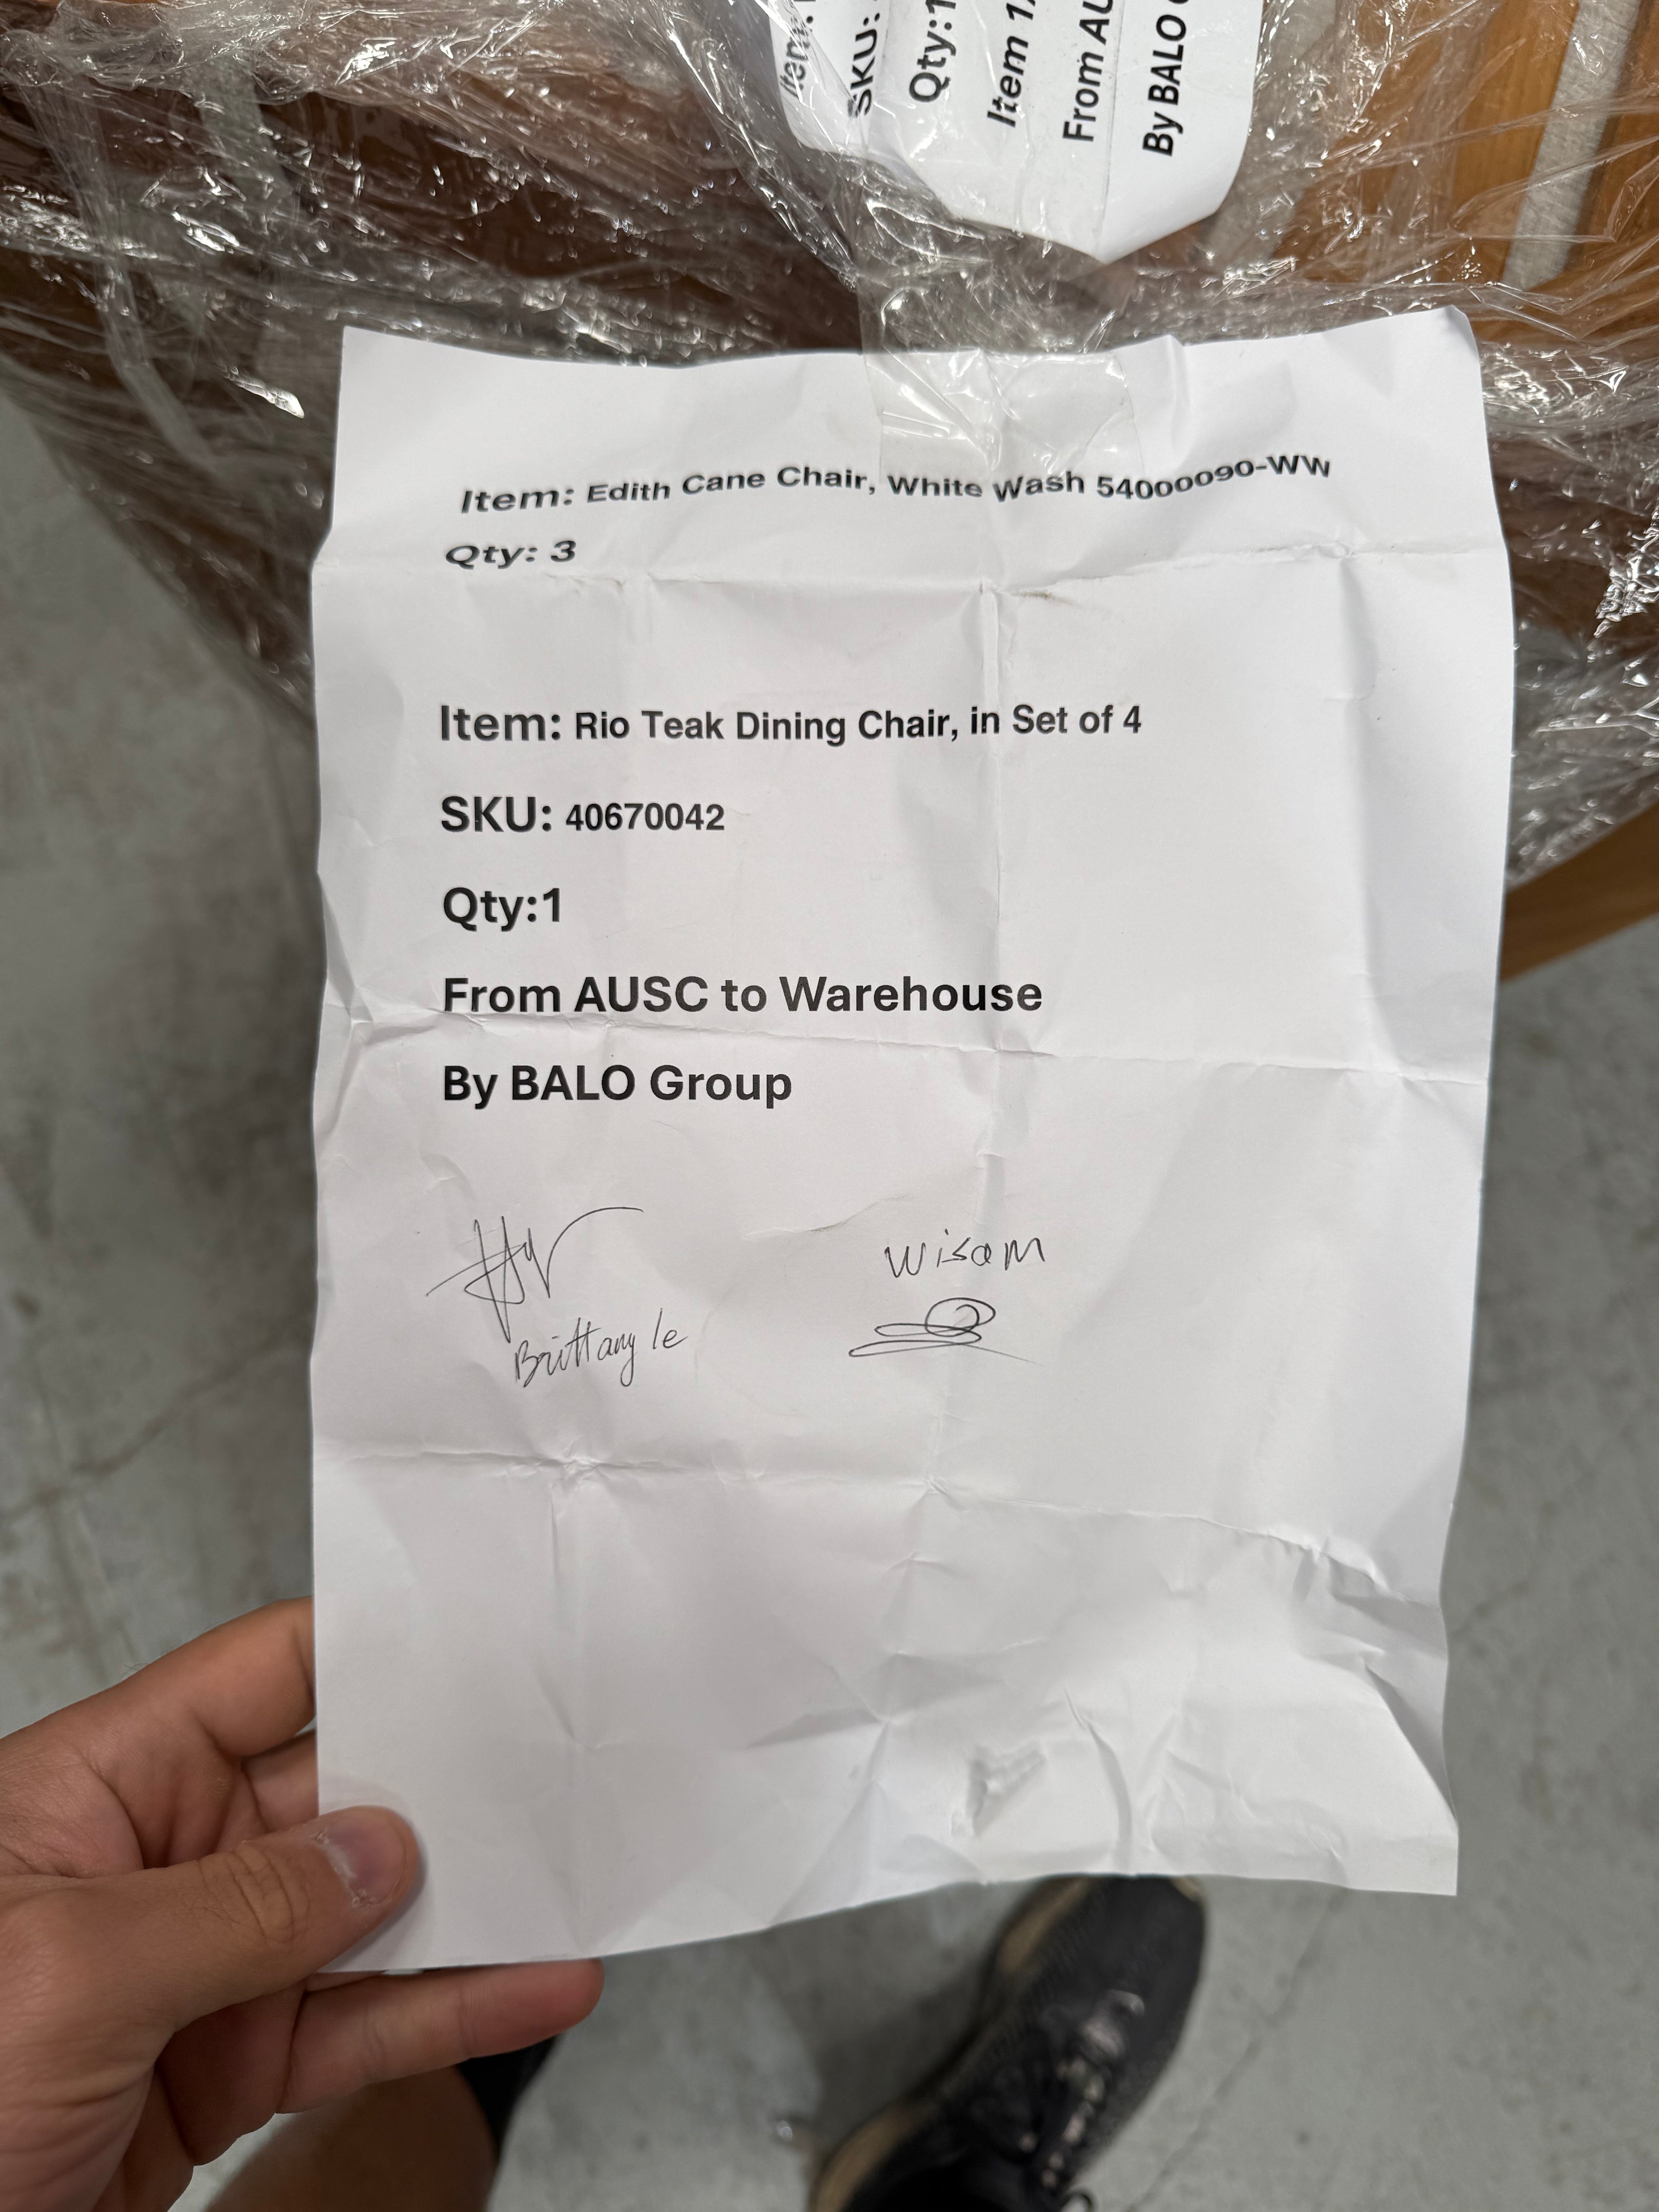 Item:
SKU:
Qty:1
Item
From
By BALO
Item: Edith Cane Chair, White Wash 54000090-WW
Qty: 3
Item: Rio Teak Dining Chair, in Set of 4
SKU: 40670042
Qty:1
From AUSC to Warehouse
By BALO Group
Wisam
Brittany le